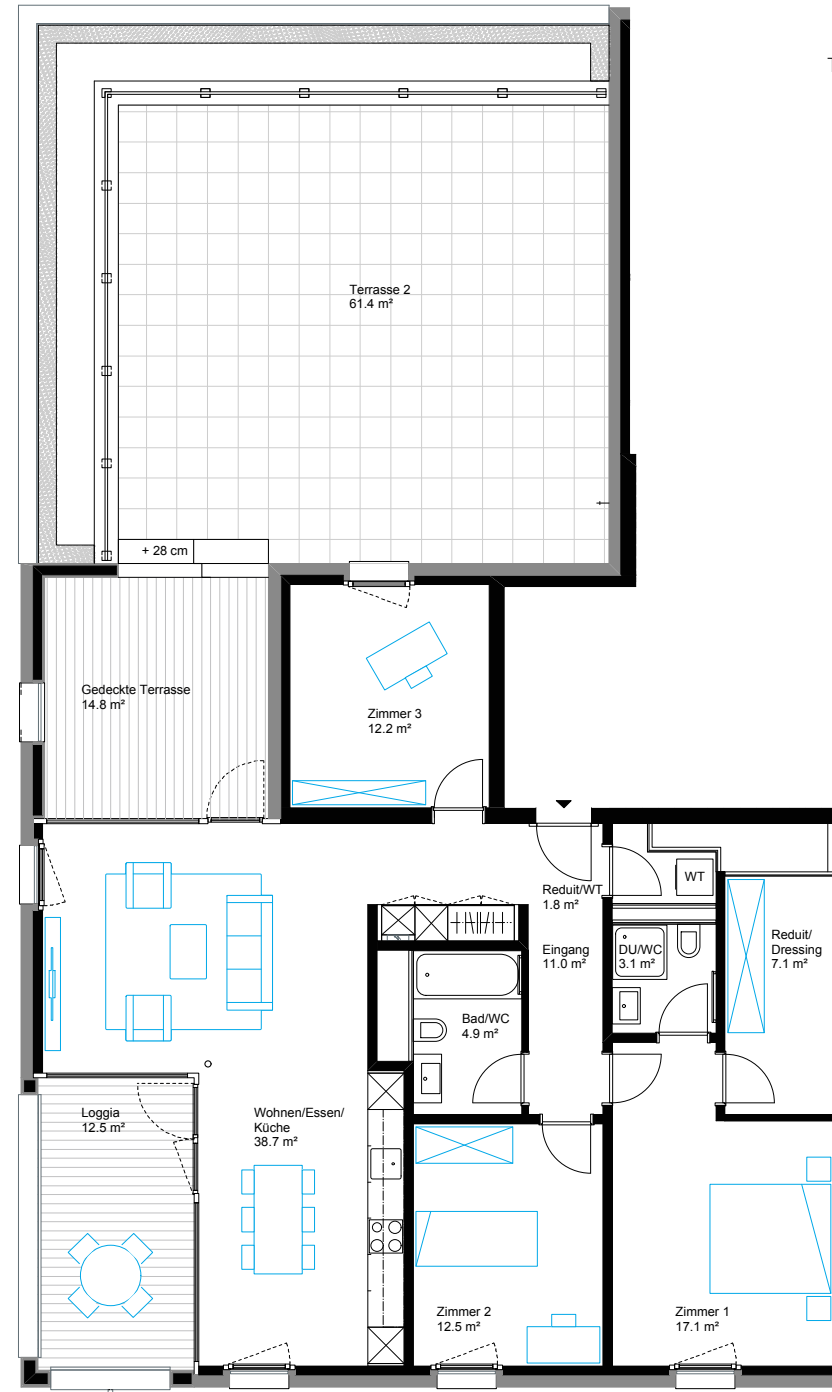 T
Terrasse 2
61.4 m²
+ 28 cm
Gedeckte Terrasse
14.8 m²
Zimmer 3
12.2 m²
WT
Reduit/WT
1.8 m²
Eingang
11.0 m²
DU/WC
3.1 m²
Reduit/
Dressing
7.1 m²
Bad/WC
4.9 m²
Loggia
12.5 m²
Wohnen/Essen/
Küche
38.7 m²
Zimmer 2
12.5 m²
Zimmer 1
17.1 m²